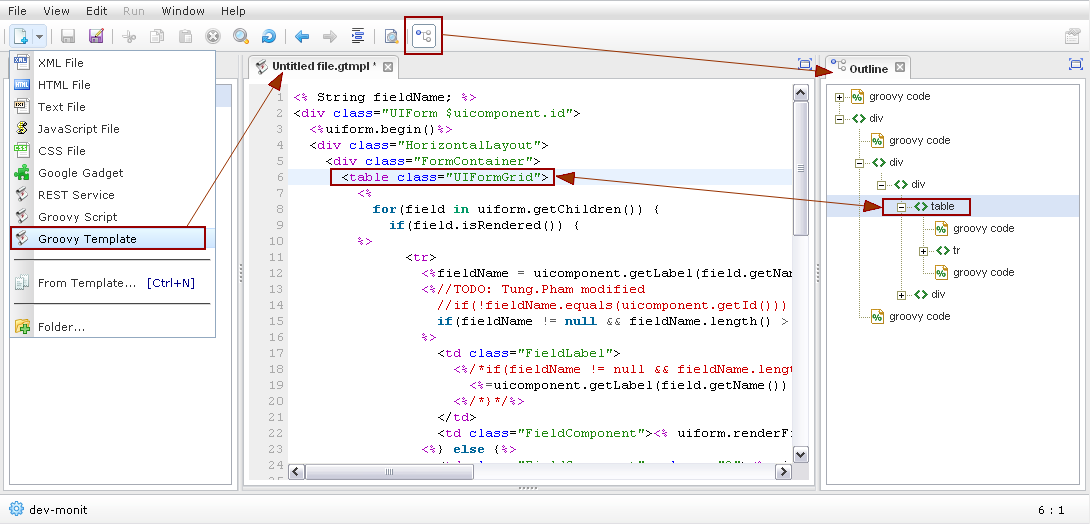 File View Edit Run Window Help
XML File
HTML File
Text File
JavaScript File
CSS File
Google Gadget
REST Service
Groovy Script
Groovy Template
From Template... [Ctrl+N]
Folder...
Untitled file.gtmpl *
1 <% String fieldName; %>
2 <div class="UIForm $uicomponent.id">
3 <%uiform.begin()%>
4 <div class="HorizontalLayout">
5 <div class="FormContainer">
6 <table class="UIFormGrid">
7 <%
8 for(field in uiform.getChildren()) {
9 if(field.isRendered()) {
10 %>
11 <tr>
12 <%fieldName = uicomponent.getLabel(field.getNam
13 <%//TODO: Tung.Pham modified
14 //if(!fieldName.equals(uicomponent.getId()))
15 if(fieldName != null && fieldName.length() >
16 %>
17 <td class="FieldLabel">
18 <%/*if(fieldName != null && fieldName.leng
19 <%=uicomponent.getLabel(field.getName())
20 <%/*}*/%>
21 </td>
22 <td class="FieldComponent"><% uiform.renderF
23 <%} else {%>
24
Outline
groovy code
div
groovy code
div
div
table
groovy code
tr
groovy code
div
groovy code
dev-monit
6 : 1